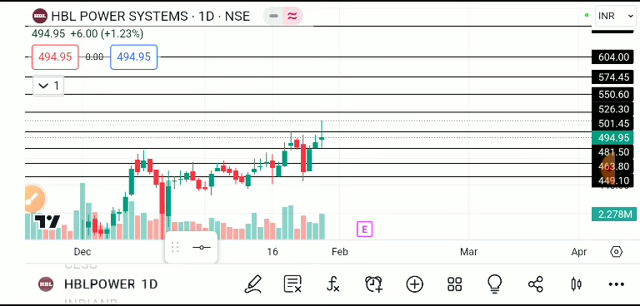 HBL HBL POWER SYSTEMS · 1D · NSE
INR
494.95 +6.00 (+1.23%)
494.95 0.00 494.95
1
604.00
574.45
550.60
526.30
501.45
494.95
481.50
463.80
449.10
2.278M
E
Dec 16 Feb Mar Apr
HBL HBLPOWER 1D